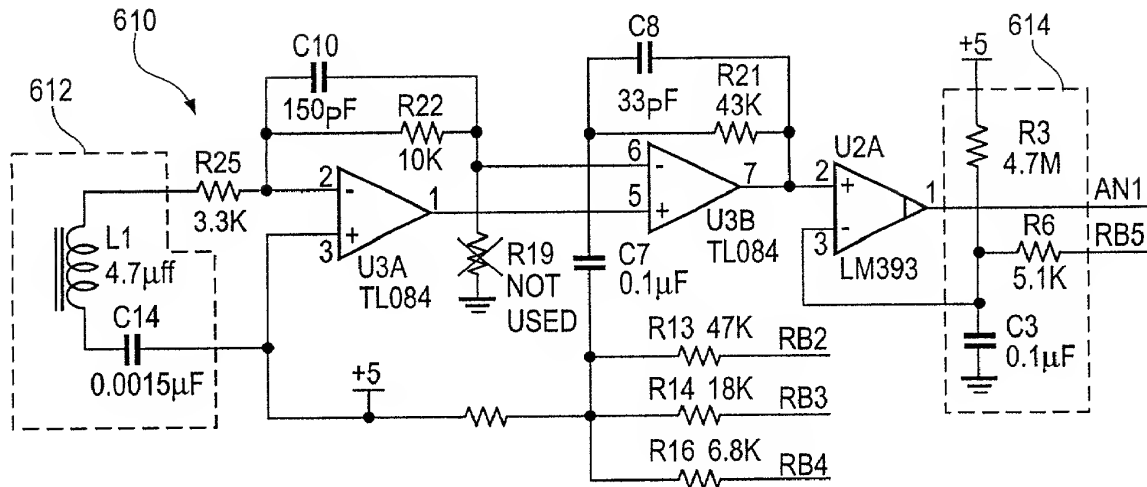 610
612
C10
150pF
R22
10K
R25
3.3K
L1
4.7µff
C14
0.0015µF
+5
2
-
3
+
1
U3A
TL084
R19
NOT
USED
C8
33pF
R21
43K
6
-
5
+
7
U3B
TL084
C7
0.1µF
R13 47K RB2
R14 18K RB3
R16 6.8K RB4
U2A
2
+
3
-
1
LM393
614
+5
R3
4.7M
AN1
R6
RB5
5.1K
C3
0.1µF